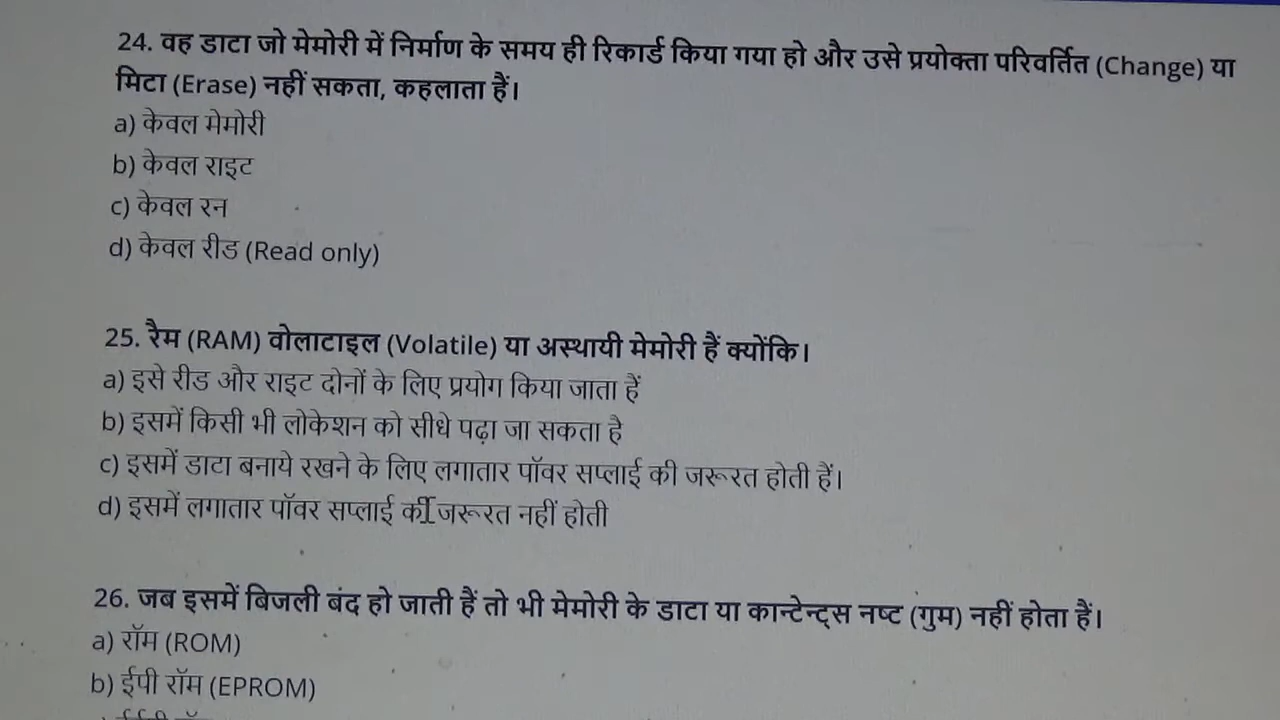 24. वह डाटा जो मेमोरी में निर्माण के समय ही रिकार्ड किया गया हो और उसे प्रयोक्ता परिवर्तित (Change) या
मिटा (Erase) नहीं सकता, कहलाता हैं।
a) केवल मेमोरी
b) केवल राइट
c) केवल रन
d) केवल रीड (Read only)
25. रैम (RAM) वोलाटाइल (Volatile) या अस्थायी मेमोरी हैं क्योंकि।
a) इसे रीड और राइट दोनों के लिए प्रयोग किया जाता हैं
b) इसमें किसी भी लोकेशन को सीधे पढ़ा जा सकता है
c) इसमें डाटा बनाये रखने के लिए लगातार पॉवर सप्लाई की जरूरत होती हैं।
d) इसमें लगातार पॉवर सप्लाई की जरूरत नहीं होती
26. जब इसमें बिजली बंद हो जाती हैं तो भी मेमोरी के डाटा या कान्टेन्ट्स नष्ट (गुम) नहीं होता हैं।
a) रॉम (ROM)
b) ईपी रॉम (EPROM)